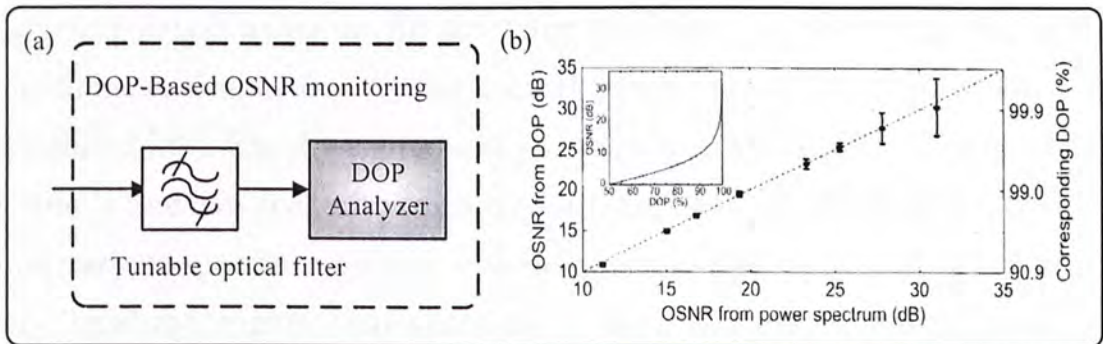 (a)
DOP-Based OSNR monitoring
DOP
Analyzer
Tunable optical filter
(b)
OSNR from DOP (dB)
35
30
25
20
15
10
OSNR (dB)
30
20
10
0
50 60 70 80 90 100
DOP (%)
10 15 20 25 30 35
OSNR from power spectrum (dB)
99.9
99.0
90.9
Corresponding DOP (%)